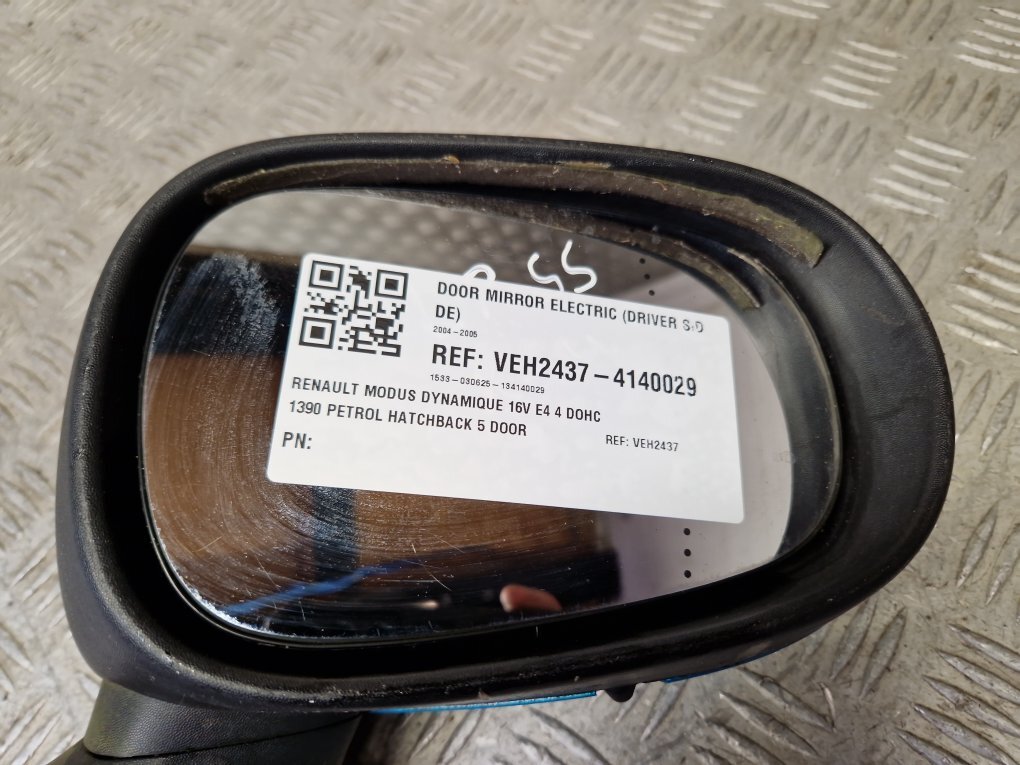 DOOR MIRROR ELECTRIC (DRIVER SID
DE)
2004-2005
REF: VEH2437-4140029
1533-030625-134140029
RENAULT MODUS DYNAMIQUE 16V E4 4 DOHC
1390 PETROL HATCHBACK 5 DOOR
REF: VEH2437
PN: